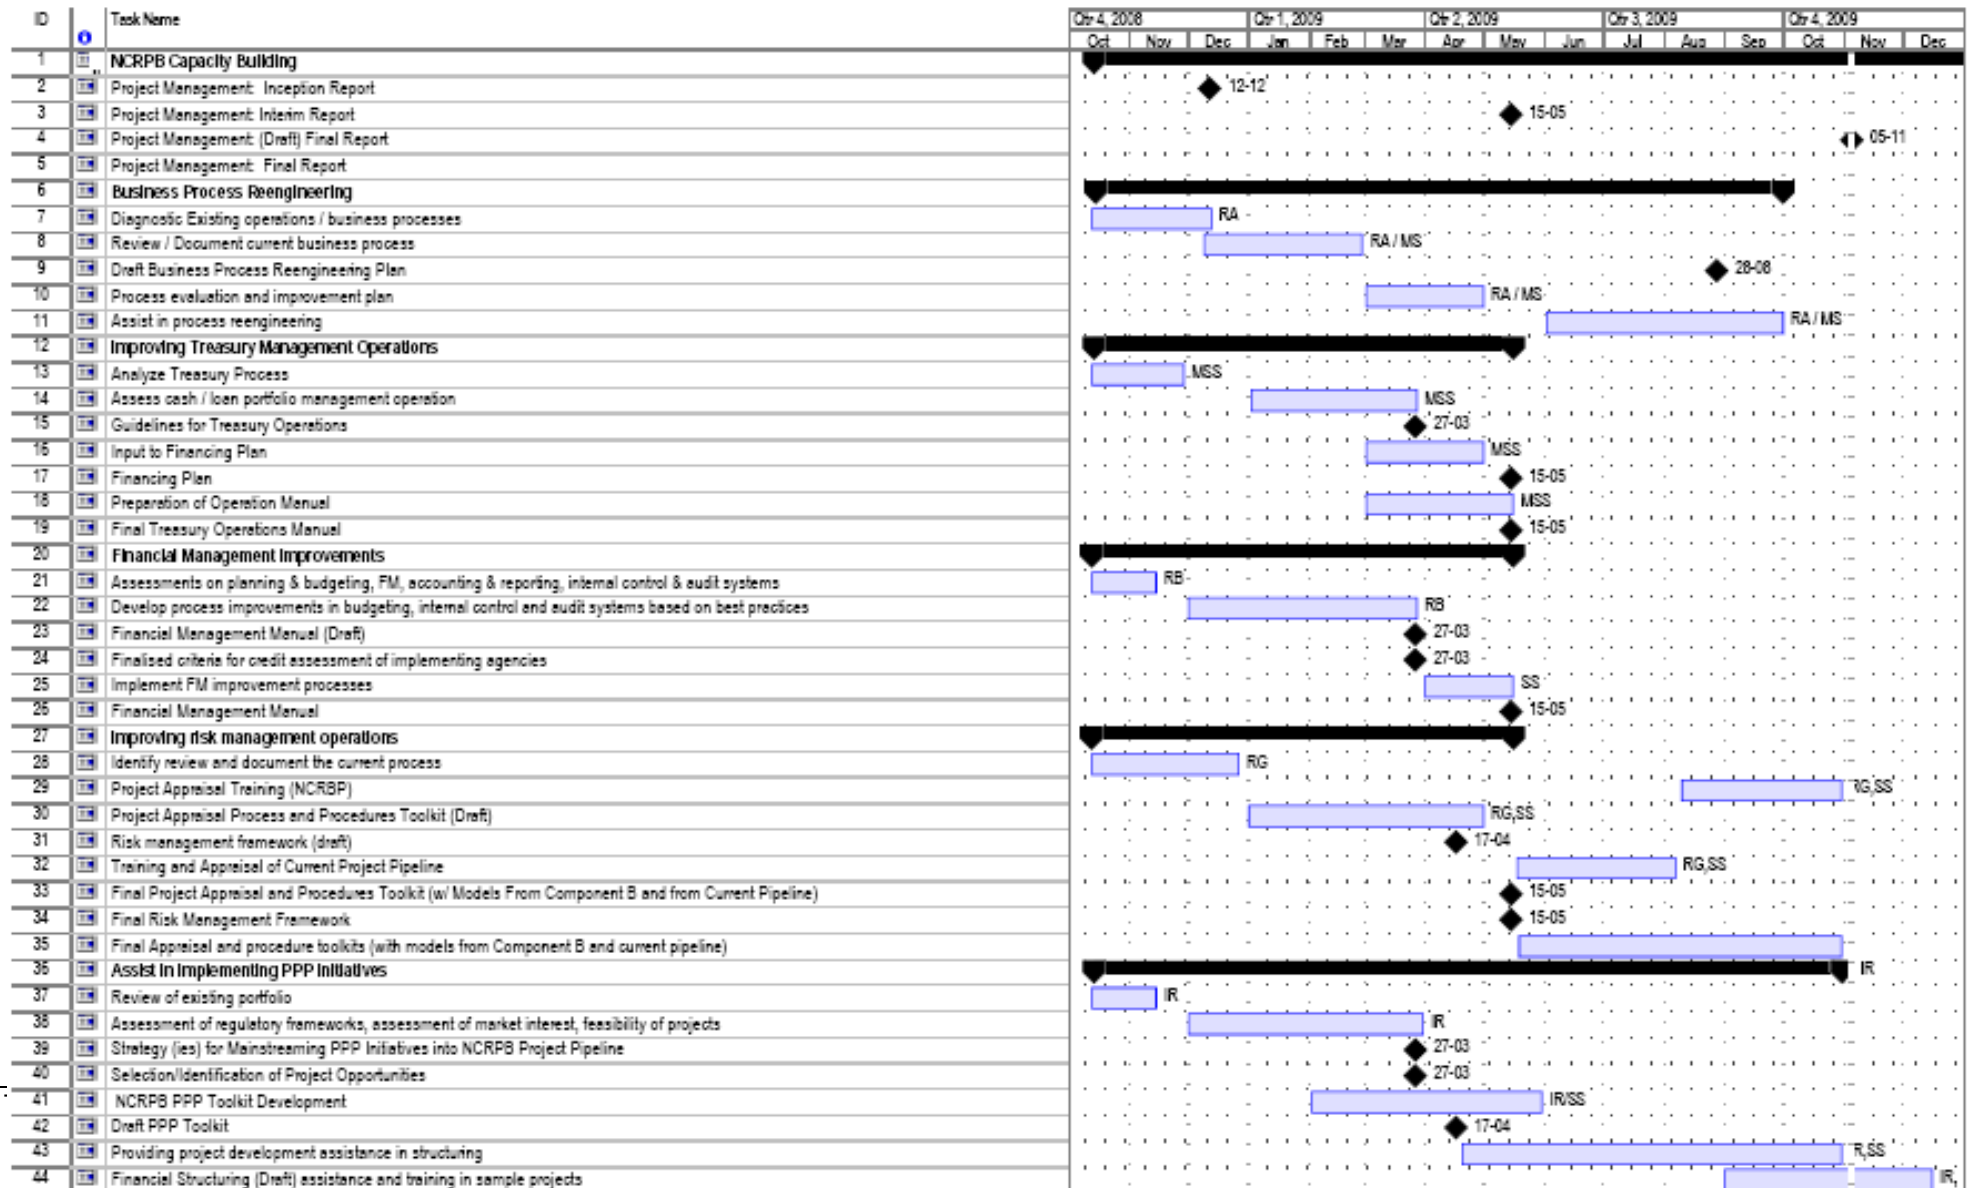 ID Task Name Qtr 4, 2008 Qtr 1, 2009 Qtr 2, 2009 Qtr 3, 2009 Qtr 4, 2009
Oct Nov Dec Jan Feb Mar Apr May Jun Jul Aug Sep Oct Nov Dec
1 NCRPB Capacity Building
2 Project Management: Inception Report 12-12
3 Project Management: Interim Report 15-05
4 Project Management: (Draft) Final Report 05-11
5 Project Management: Final Report
6 Business Process Reengineering
7 Diagnostic Existing operations / business processes RA
8 Review / Document current business process RA / MS
9 Draft Business Process Reengineering Plan 28-08
10 Process evaluation and improvement plan RA / MS
11 Assist in process reengineering RA / MS
12 Improving Treasury Management Operations
13 Analyze Treasury Process MSS
14 Assess cash / loan portfolio management operation MSS
15 Guidelines for Treasury Operations 27-03
16 Input to Financing Plan MSS
17 Financing Plan 15-05
18 Preparation of Operation Manual MSS
19 Final Treasury Operations Manual 15-05
20 Financial Management Improvements
21 Assessments on planning & budgeting, FM, accounting & reporting, internal control & audit systems RB
22 Develop process improvements in budgeting, internal control and audit systems based on best practices RB
23 Financial Management Manual (Draft) 27-03
24 Finalised criteria for credit assessment of implementing agencies 27-03
25 Implement FM improvement processes SS
26 Financial Management Manual 15-05
27 Improving risk management operations
28 Identify review and document the current process RG
29 Project Appraisal Training (NCRBP) RG,SS
30 Project Appraisal Process and Procedures Toolkit (Draft) RG,SS
31 Risk management framework (draft) 17-04
32 Training and Appraisal of Current Project Pipeline RG,SS
33 Final Project Appraisal and Procedures Toolkit (w/ Models From Component B and from Current Pipeline) 15-05
34 Final Risk Management Framework 15-05
35 Final Appraisal and procedure toolkits (with models from Component B and current pipeline)
36 Assist in Implementing PPP Initiatives IR
37 Review of existing portfolio IR
38 Assessment of regulatory frameworks, assessment of market interest, feasibility of projects IR
39 Strategy (ies) for Mainstreaming PPP Initiatives into NCRPB Project Pipeline 27-03
40 Selection/Identification of Project Opportunities 27-03
41 NCRPB PPP Toolkit Development IR/SS
42 Draft PPP Toolkit 17-04
43 Providing project development assistance in structuring R,SS
44 Financial Structuring (Draft) assistance and training in sample projects IR,